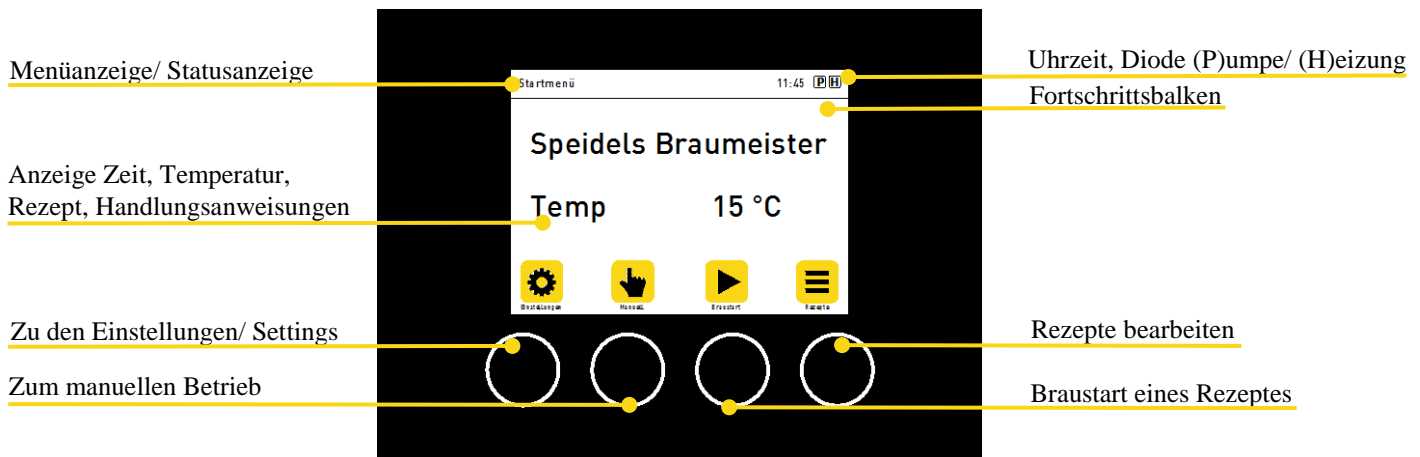 Menüanzeige/ Statusanzeige
Anzeige Zeit, Temperatur,
Rezept, Handlungsanweisungen
Zu den Einstellungen/ Settings
Zum manuellen Betrieb
Startmenü 11:45 P H
Speidels Braumeister
Temp 15 °C
Einstellungen Manuell Braustart Rezepte
Uhrzeit, Diode (P)umpe/ (H)eizung
Fortschrittsbalken
Rezepte bearbeiten
Braustart eines Rezeptes